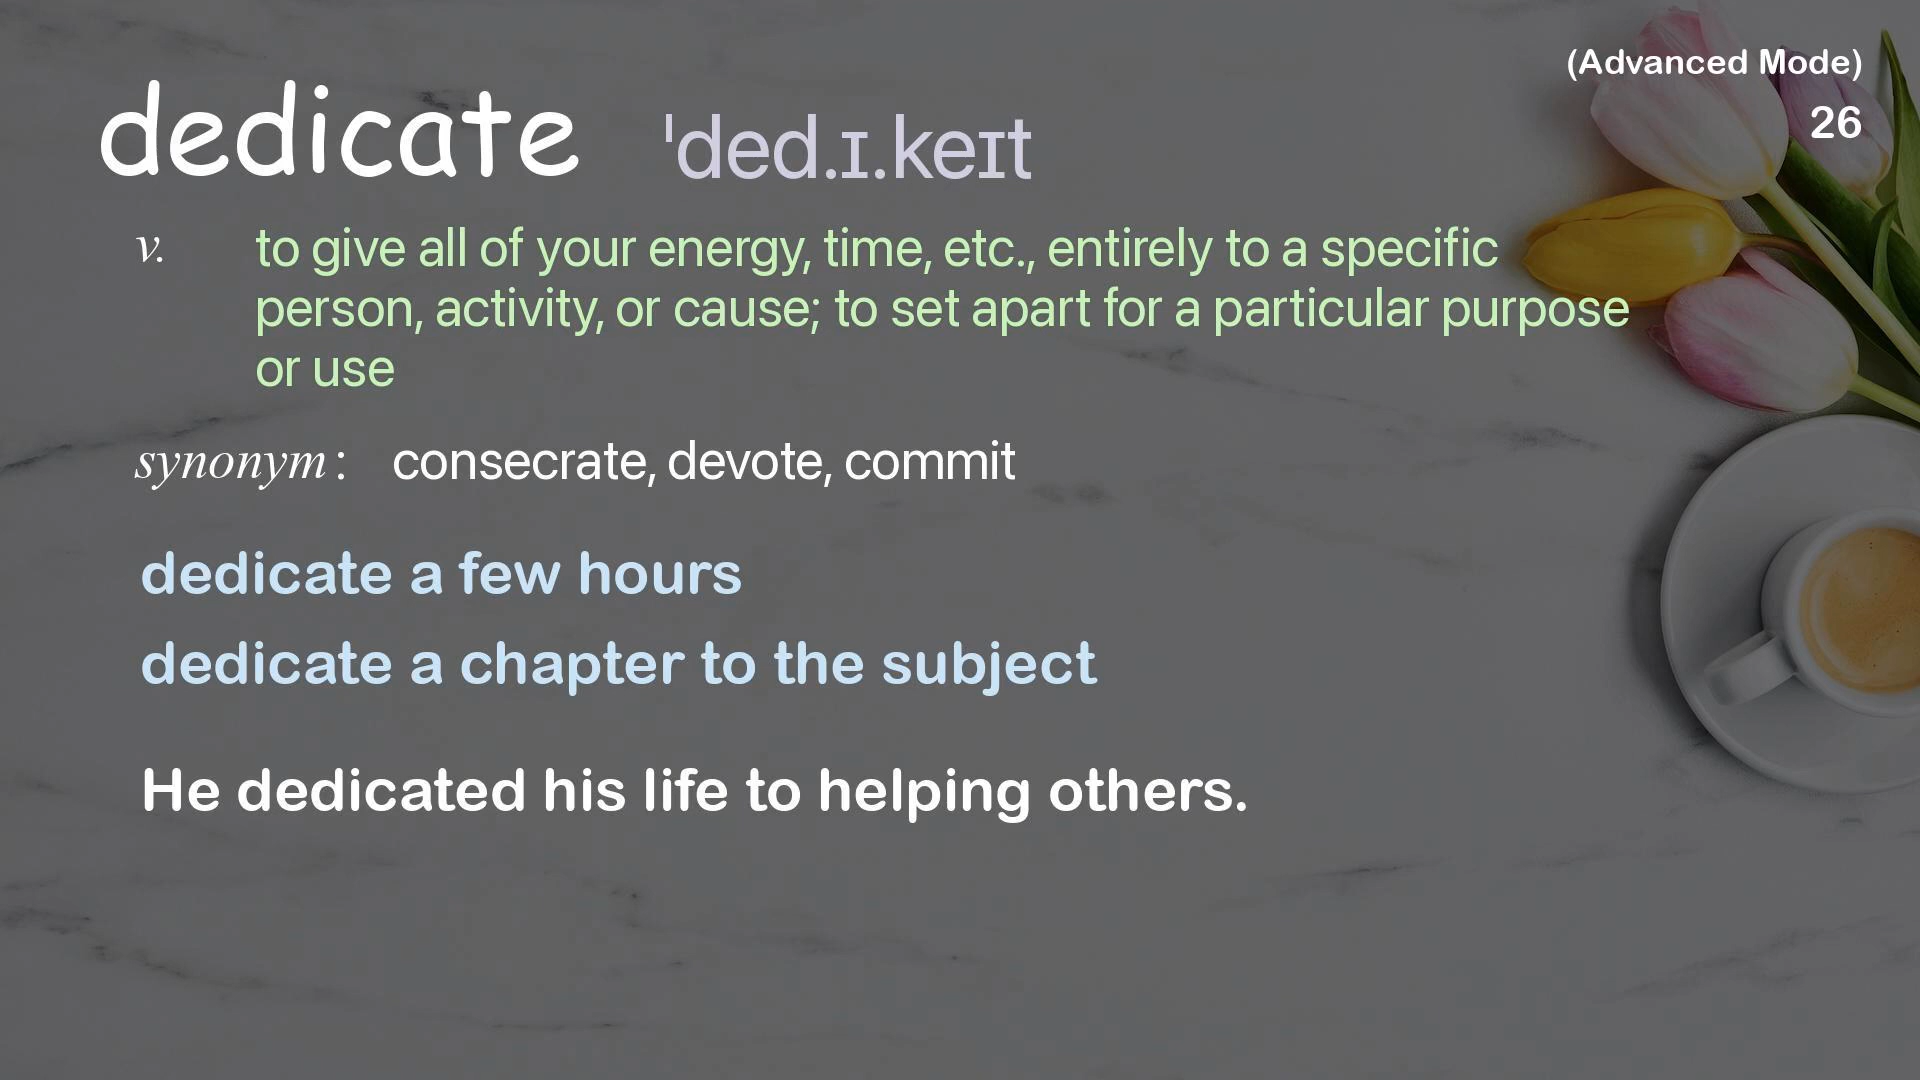 (Advanced Mode)
26
dedicate ˈded.ɪ.keɪt
v. to give all of your energy, time, etc., entirely to a specific
person, activity, or cause; to set apart for a particular purpose
or use
synonym : consecrate, devote, commit
dedicate a few hours
dedicate a chapter to the subject
He dedicated his life to helping others.